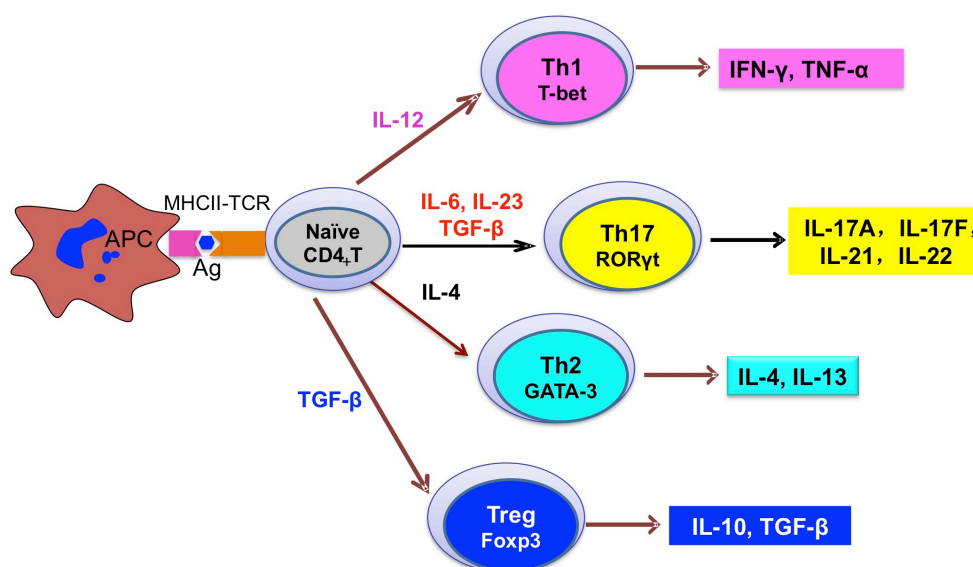 Th1
T-bet
IFN-γ, TNF-α
IL-12
MHCII-TCR
APC
Ag
Naïve
CD4+T
IL-6, IL-23
TGF-β
Th17
RORγt
IL-17A, IL-17F,
IL-21, IL-22
IL-4
Th2
GATA-3
IL-4, IL-13
TGF-β
Treg
Foxp3
IL-10, TGF-β